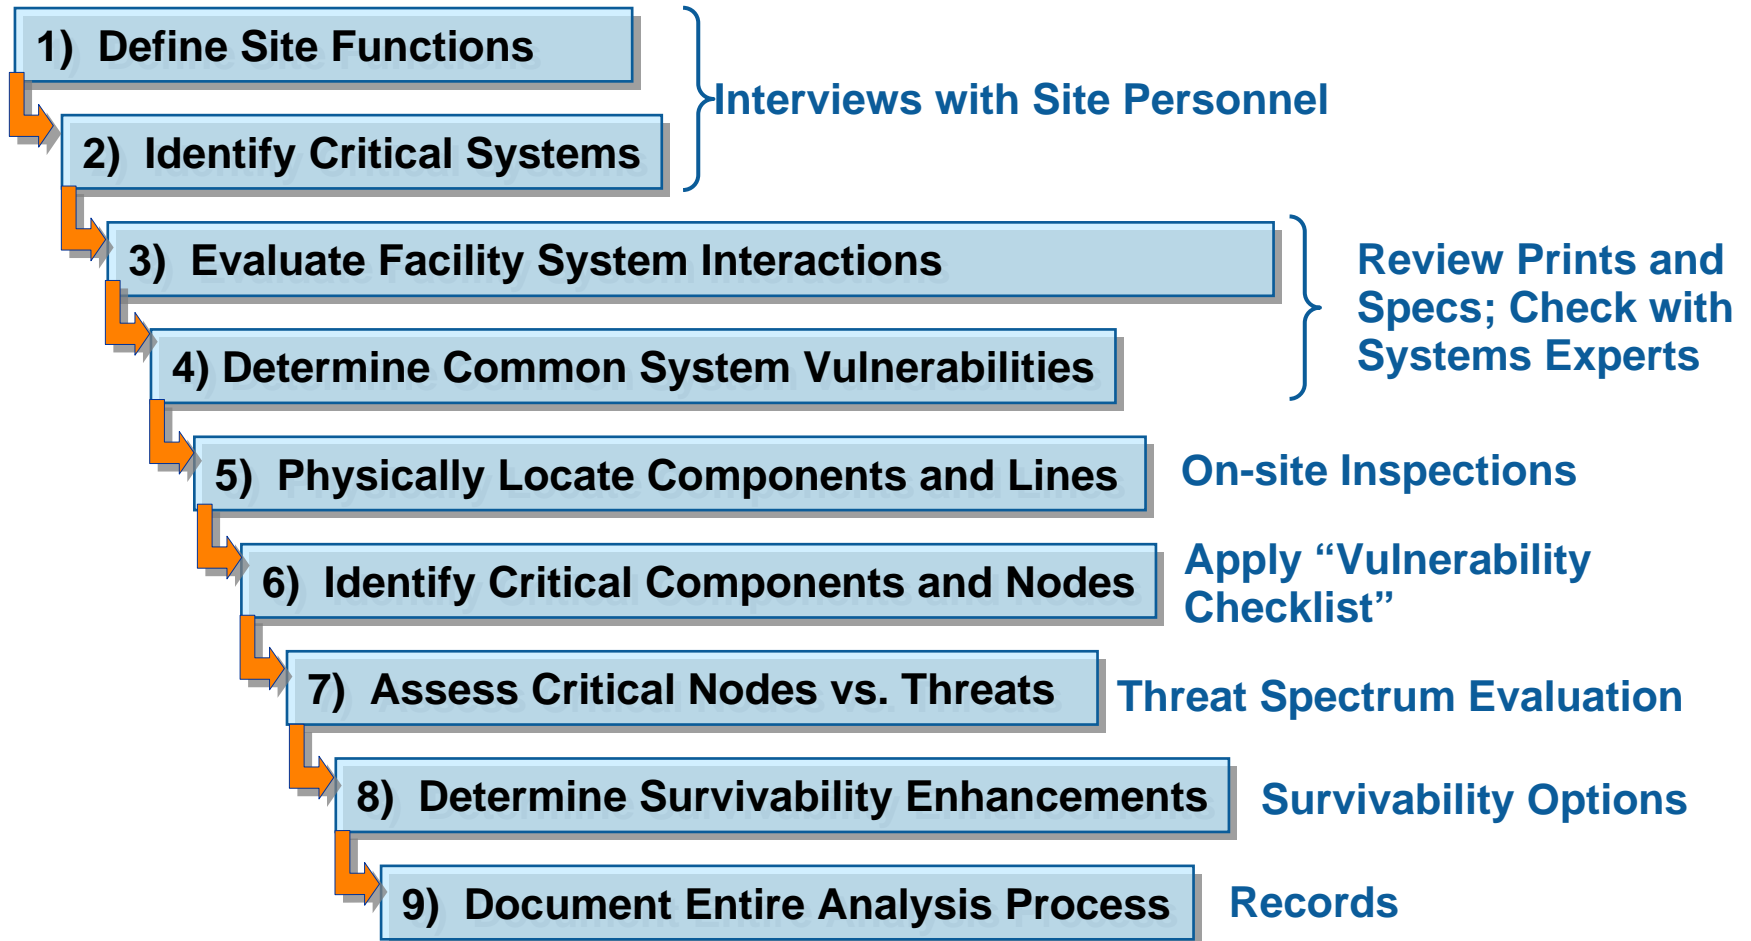 1) Define Site Functions
Interviews with Site Personnel
2) Identify Critical Systems
3) Evaluate Facility System Interactions
Review Prints and
Specs; Check with
Systems Experts
4) Determine Common System Vulnerabilities
5) Physically Locate Components and Lines
On-site Inspections
6) Identify Critical Components and Nodes
Apply “Vulnerability
Checklist”
7) Assess Critical Nodes vs. Threats
Threat Spectrum Evaluation
8) Determine Survivability Enhancements
Survivability Options
9) Document Entire Analysis Process
Records